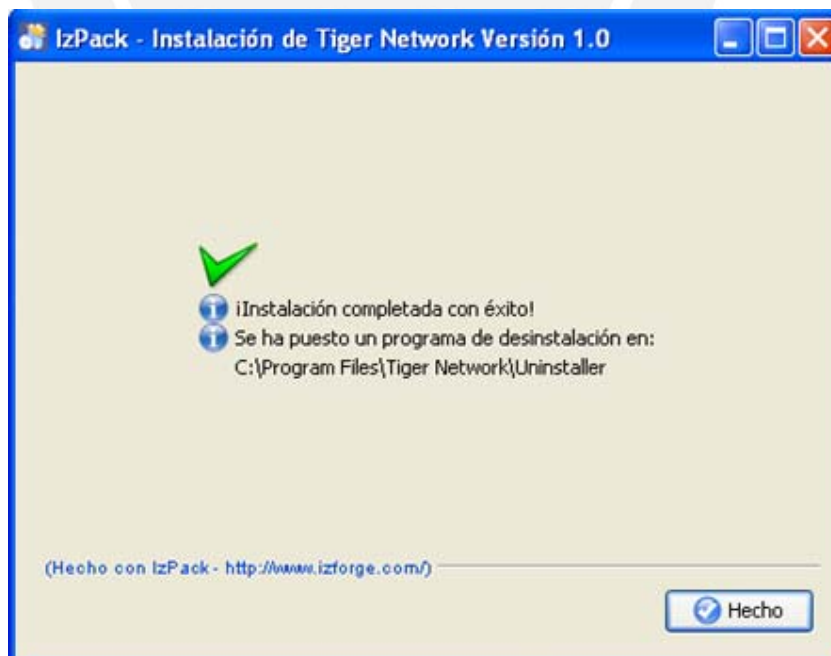 IzPack - Instalación de Tiger Network Versión 1.0
¡Instalación completada con éxito!
Se ha puesto un programa de desinstalación en:
C:\Program Files\Tiger Network\Uninstaller
(Hecho con IzPack - http://www.izforge.com/)
Hecho